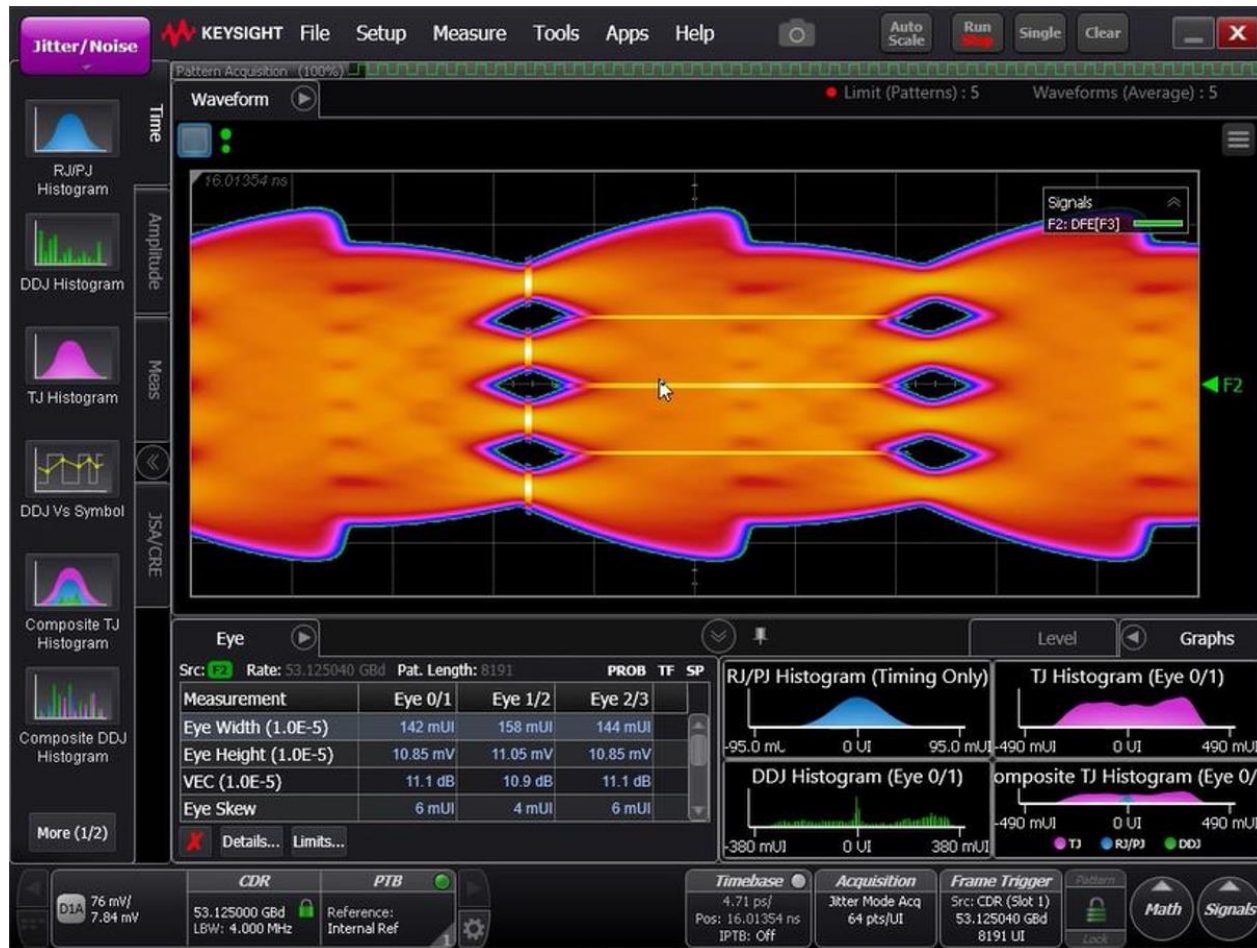 Jitter/Noise
KEYSIGHT File Setup Measure Tools Apps Help
Auto Scale
Run Stop
Single
Clear
Pattern Acquisition (100%)
Waveform
Limit (Patterns) : 5 Waveforms (Average) : 5
Time
Amplitude
Meas
JSA/CRE
RJ/PJ
Histogram
DDJ Histogram
TJ Histogram
DDJ Vs Symbol
Composite TJ
Histogram
Composite DDJ
Histogram
More (1/2)
16.01354 ns
Signals
F2: DFE[F3]
F2
Eye
Level
Graphs
Src: F2 Rate: 53.125040 GBd Pat. Length: 8191 PROB TF SP
Measurement Eye 0/1 Eye 1/2 Eye 2/3
Eye Width (1.0E-5) 142 mUI 158 mUI 144 mUI
Eye Height (1.0E-5) 10.85 mV 11.05 mV 10.85 mV
VEC (1.0E-5) 11.1 dB 10.9 dB 11.1 dB
Eye Skew 6 mUI 4 mUI 6 mUI
Details... Limits...
RJ/PJ Histogram (Timing Only)
-95.0 mU 0 UI 95.0 mUI
TJ Histogram (Eye 0/1)
-490 mUI 0 UI 490 mUI
DDJ Histogram (Eye 0/1)
-380 mUI 0 UI 380 mUI
omposite TJ Histogram (Eye 0/
-490 mUI 0 UI 490 mUI
TJ RJ/PJ DDJ
D1A 76 mV/
7.84 mV
CDR
53.125000 GBd
LBW: 4.000 MHz
PTB
Reference:
Internal Ref
1
Timebase
4.71 ps/
Pos: 16.01354 ns
IPTB: Off
Acquisition
Jitter Mode Acq
64 pts/UI
Frame Trigger
Src: CDR (Slot 1)
53.125040 GBd
8191 UI
Pattern
Lock
Math
Signals